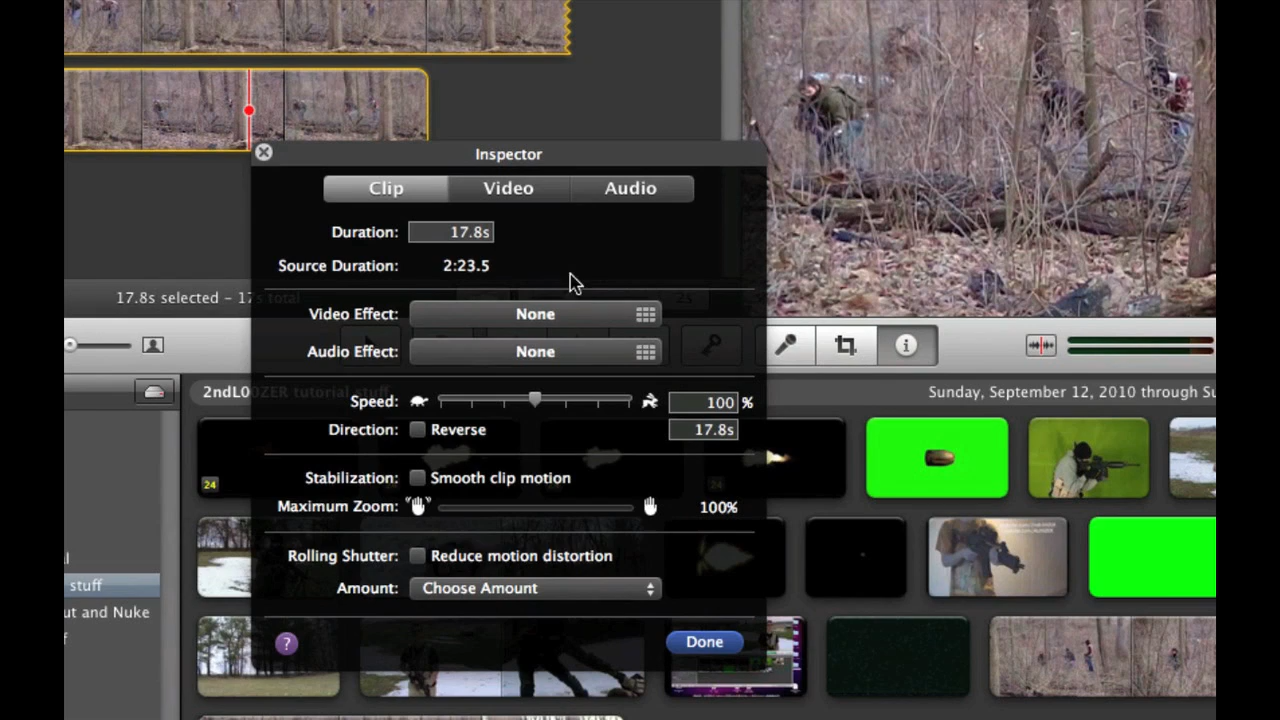 Inspector
Clip Video Audio
Duration: 17.8s
Source Duration: 2:23.5
17.8s selected – 17s total
2s
Video Effect: None
Audio Effect: None
2ndLOOZER tutorial stuff
Sunday, September 12, 2010 through Su
Speed: 100 %
Direction: Reverse 17.8s
Stabilization: Smooth clip motion
24
24
Maximum Zoom: 100%
Rolling Shutter: Reduce motion distortion
stuff
Amount: Choose Amount
ut and Nuke
? Done